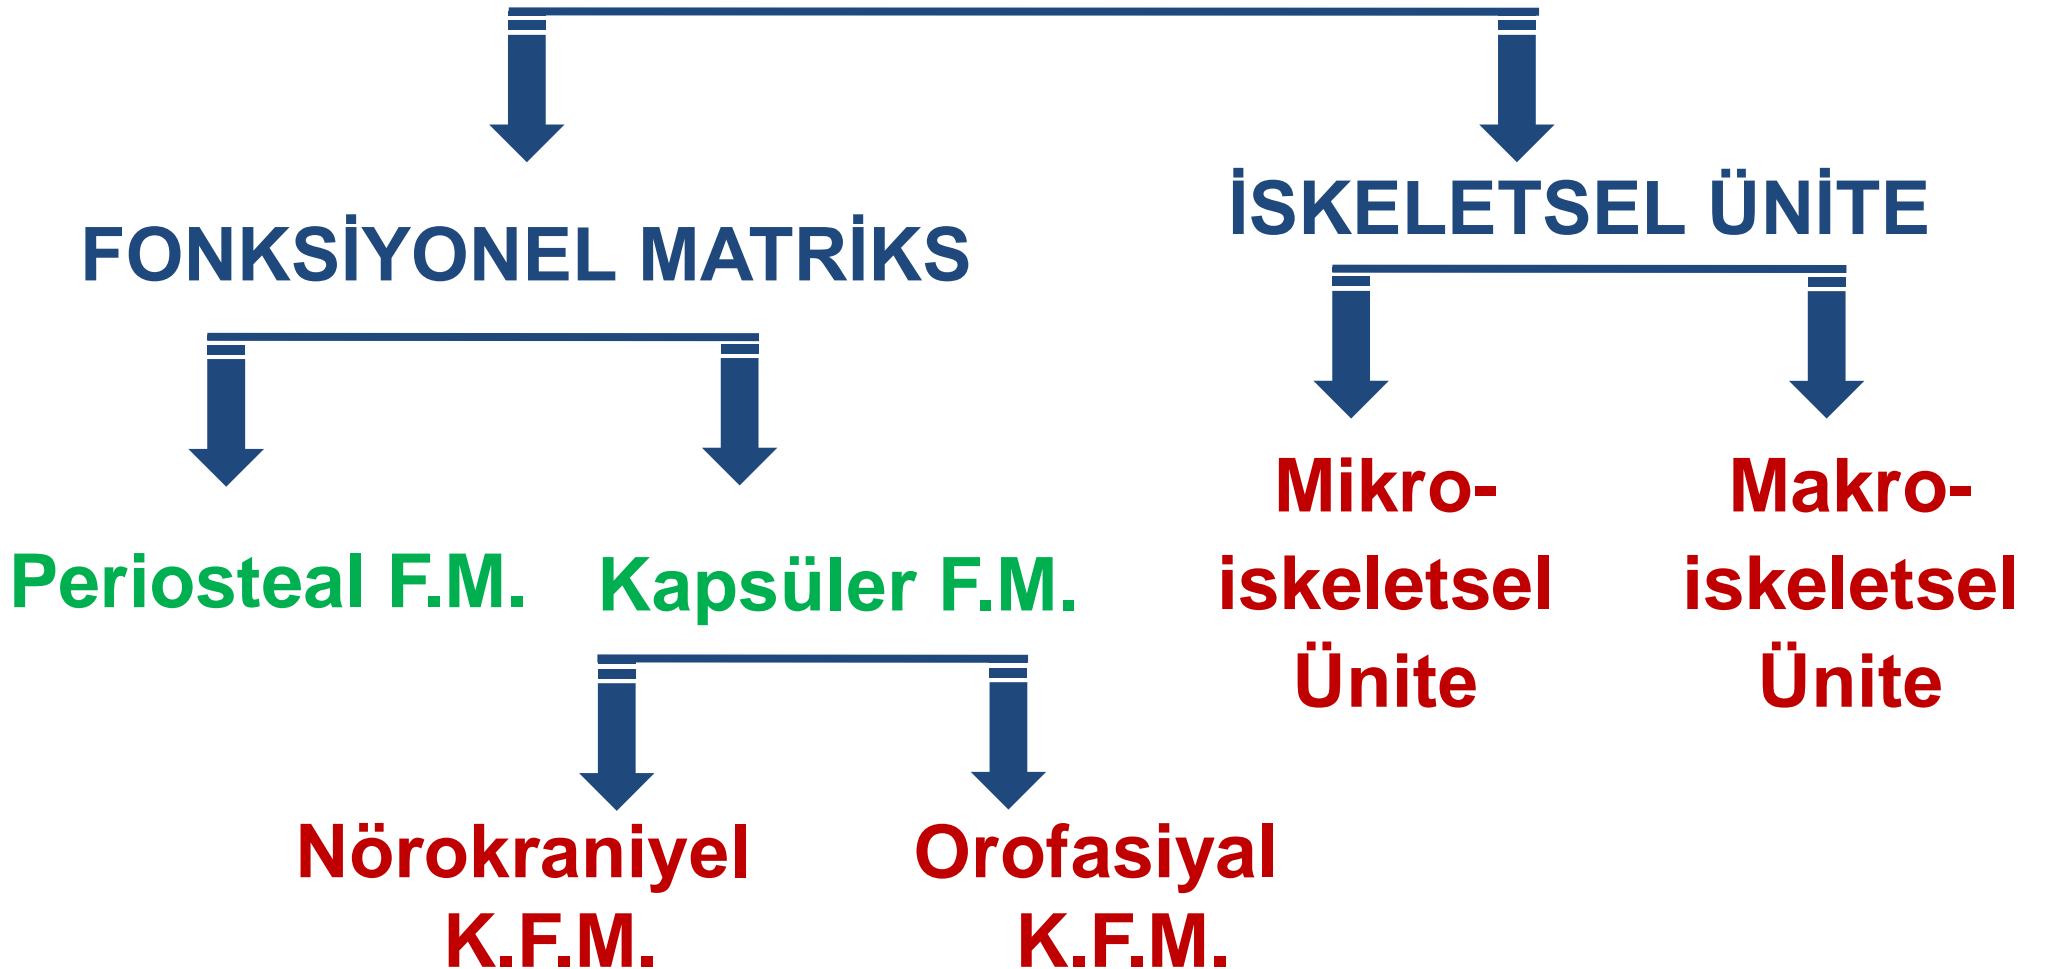 FONKSİYONEL MATRİKS
İSKELETSEL ÜNİTE
Periosteal F.M.
Kapsüler F.M.
Mikro-
iskeletsel
Ünite
Makro-
iskeletsel
Ünite
Nörokraniyel
K.F.M.
Orofasiyal
K.F.M.